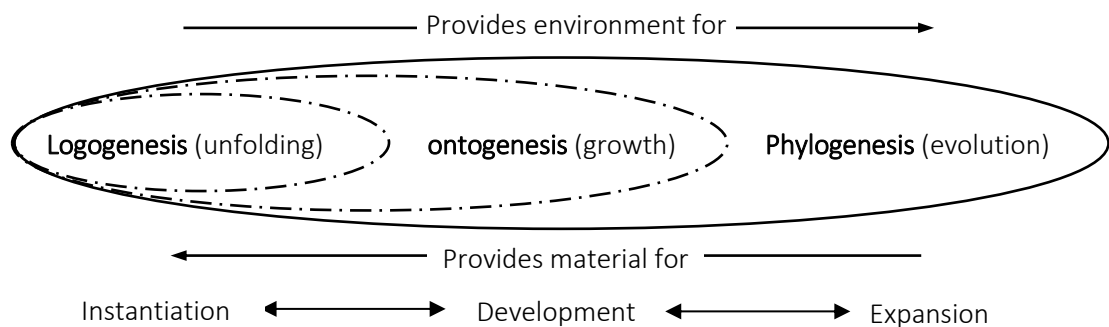 Provides environment for
Logogenesis (unfolding) ontogenesis (growth) Phylogenesis (evolution)
Provides material for
Instantiation Development Expansion